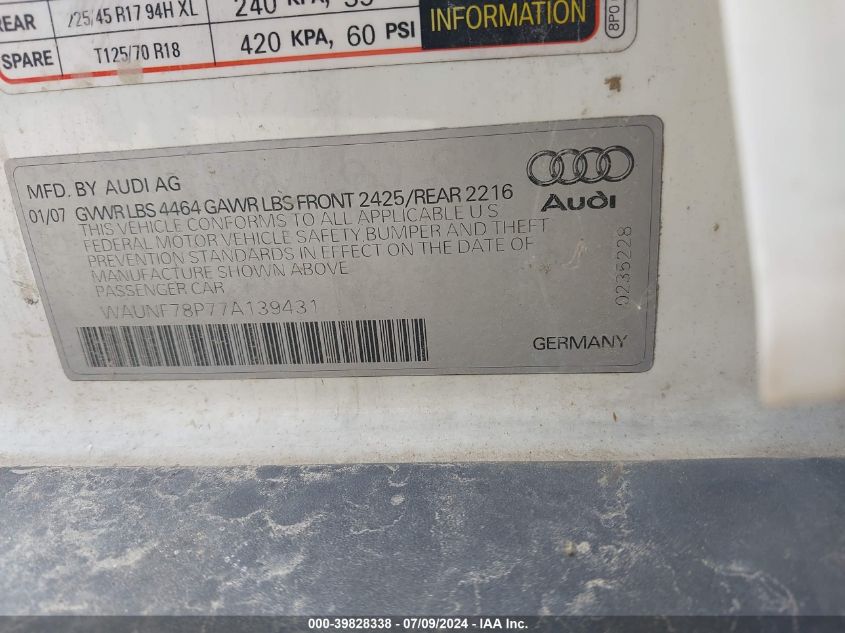 REAR 225/45 R17 94H XL 240 KPA, 35
SPARE T125/70 R18 420 KPA, 60 PSI
INFORMATION
8P0
MFD. BY AUDI AG
01/07 GVWR LBS 4464 GAWR LBS FRONT 2425/REAR 2216
THIS VEHICLE CONFORMS TO ALL APPLICABLE U S
FEDERAL MOTOR VEHICLE SAFETY BUMPER AND THEFT
PREVENTION STANDARDS IN EFFECT ON THE DATE OF
MANUFACTURE SHOWN ABOVE
PASSENGER CAR
WAUNF78P77A139431
Audi
0235228
GERMANY
000-39828338 - 07/09/2024 - IAA Inc.